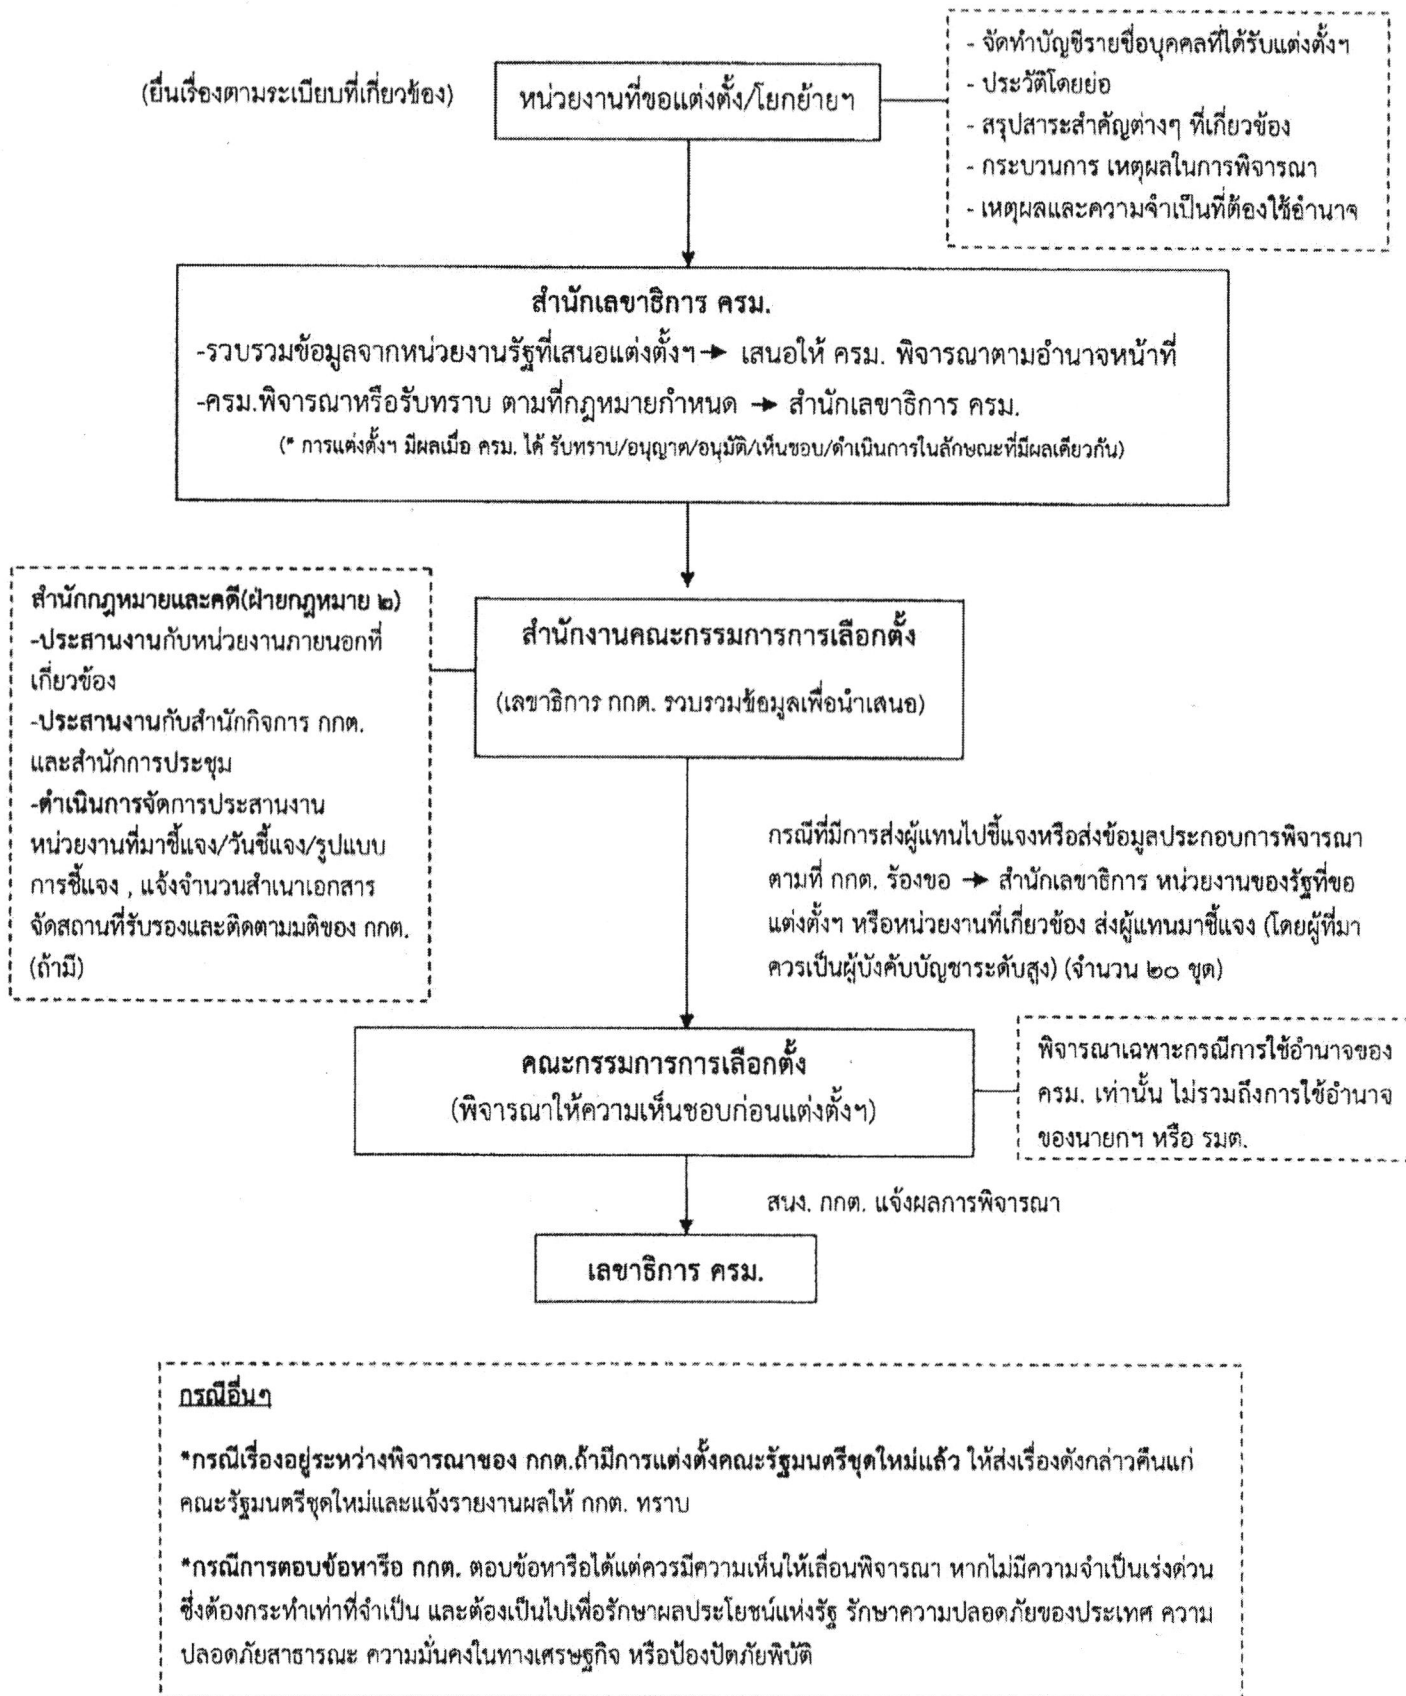 (ยื่นเรื่องตามระเบียบที่เกี่ยวข้อง)
หน่วยงานที่ขอแต่งตั้ง/โยกย้ายฯ
- จัดทำบัญชีรายชื่อบุคคลที่ได้รับแต่งตั้งฯ
- ประวัติโดยย่อ
- สรุปสาระสำคัญต่างๆ ที่เกี่ยวข้อง
- กระบวนการ เหตุผลในการพิจารณา
- เหตุผลและความจำเป็นที่ต้องใช้อำนาจ
สำนักเลขาธิการ ครม.
-รวบรวมข้อมูลจากหน่วยงานรัฐที่เสนอแต่งตั้งฯ→ เสนอให้ ครม. พิจารณาตามอำนาจหน้าที่
-ครม.พิจารณาหรือรับทราบ ตามที่กฎหมายกำหนด → สำนักเลขาธิการ ครม.
(* การแต่งตั้งฯ มีผลเมื่อ ครม. ได้ รับทราบ/อนุญาต/อนุมัติ/เห็นชอบ/ดำเนินการในลักษณะที่มีผลเดียวกัน)
สำนักกฎหมายและคดี(ฝ่ายกฎหมาย ๒)
-ประสานงานกับหน่วยงานภายนอกที่
เกี่ยวข้อง
-ประสานงานกับสำนักกิจการ กกต.
และสำนักการประชุม
-ดำเนินการจัดการประสานงาน
หน่วยงานที่มาชี้แจง/วันชี้แจง/รูปแบบ
การชี้แจง , แจ้งจำนวนสำเนาเอกสาร
จัดสถานที่รับรองและติดตามมติของ กกต.
(ถ้ามี)
สำนักงานคณะกรรมการการเลือกตั้ง
(เลขาธิการ กกต. รวบรวมข้อมูลเพื่อนำเสนอ)
กรณีที่มีการส่งผู้แทนไปชี้แจงหรือส่งข้อมูลประกอบการพิจารณา
ตามที่ กกต. ร้องขอ → สำนักเลขาธิการ หน่วยงานของรัฐที่ขอ
แต่งตั้งฯ หรือหน่วยงานที่เกี่ยวข้อง ส่งผู้แทนมาชี้แจง (โดยผู้ที่มา
ควรเป็นผู้บังคับบัญชาระดับสูง) (จำนวน ๒๐ ชุด)
คณะกรรมการการเลือกตั้ง
(พิจารณาให้ความเห็นชอบก่อนแต่งตั้งฯ)
พิจารณาเฉพาะกรณีการใช้อำนาจของ
ครม. เท่านั้น ไม่รวมถึงการใช้อำนาจ
ของนายกฯ หรือ รมต.
สนง. กกต. แจ้งผลการพิจารณา
เลขาธิการ ครม.
กรณีอื่นๆ
*กรณีเรื่องอยู่ระหว่างพิจารณาของ กกต.ถ้ามีการแต่งตั้งคณะรัฐมนตรีชุดใหม่แล้ว ให้ส่งเรื่องดังกล่าวคืนแก่
คณะรัฐมนตรีชุดใหม่และแจ้งรายงานผลให้ กกต. ทราบ
*กรณีการตอบข้อหารือ กกต. ตอบข้อหารือได้แต่ควรมีความเห็นให้เลื่อนพิจารณา หากไม่มีความจำเป็นเร่งด่วน
ซึ่งต้องกระทำเท่าที่จำเป็น และต้องเป็นไปเพื่อรักษาผลประโยชน์แห่งรัฐ รักษาความปลอดภัยของประเทศ ความ
ปลอดภัยสาธารณะ ความมั่นคงในทางเศรษฐกิจ หรือป้องปัดภัยพิบัติ